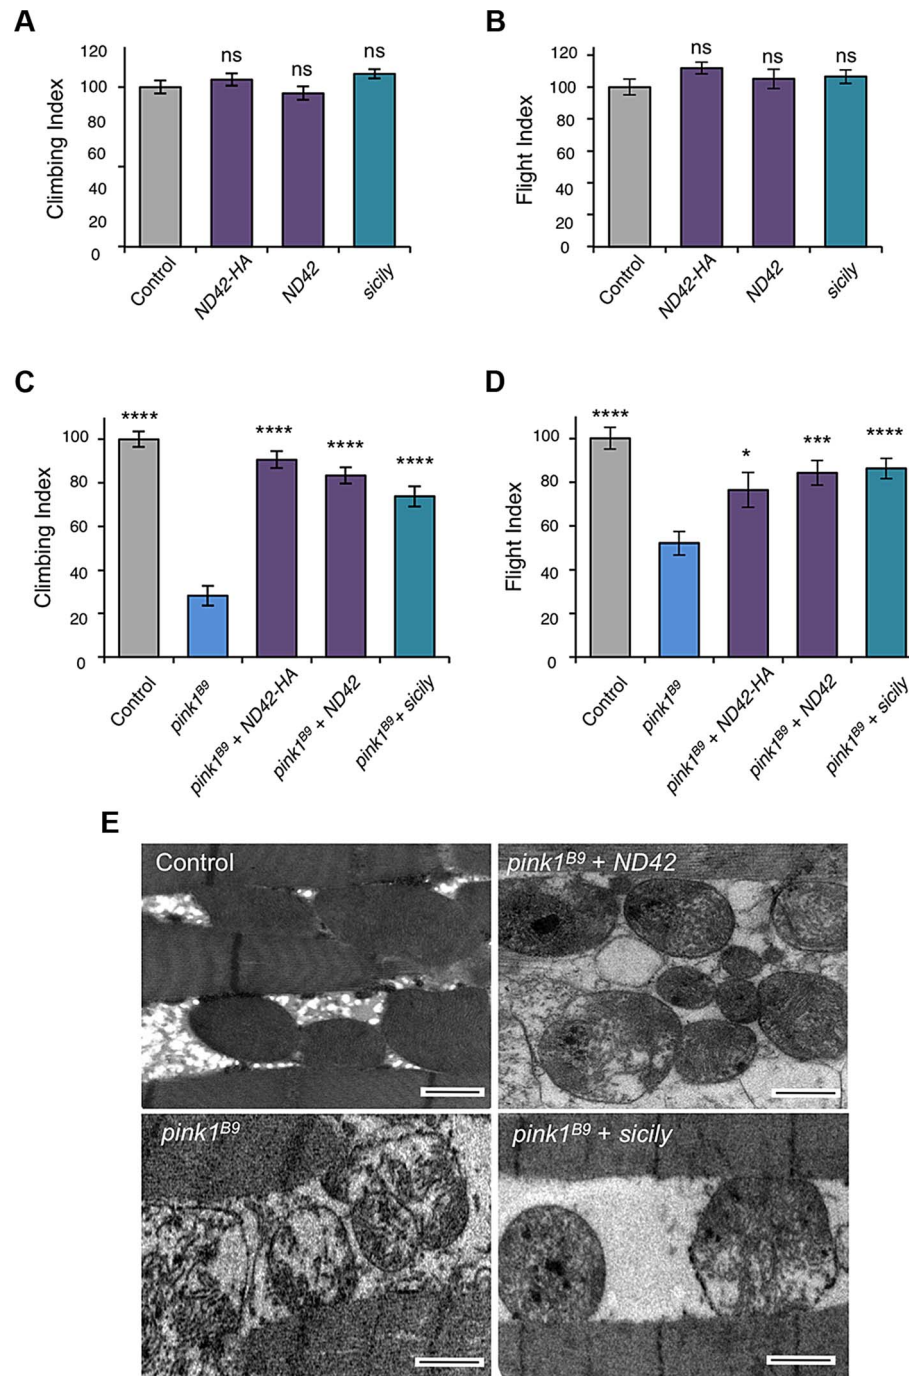 A
Climbing Index
120
100
80
60
40
20
0
ns
ns
ns
Control
ND42-HA
ND42
sicily
B
Flight Index
120
100
80
60
40
20
0
ns
ns
ns
Control
ND42-HA
ND42
sicily
C
Climbing Index
100
80
60
40
20
0
****
****
****
****
Control
pink1B9
pink1B9 + ND42-HA
pink1B9 + ND42
pink1B9 + sicily
D
Flight Index
100
80
60
40
20
0
****
*
***
****
Control
pink1B9
pink1B9 + ND42-HA
pink1B9 + ND42
pink1B9 + sicily
E
Control
pink1B9 + ND42
pink1B9
pink1B9 + sicily